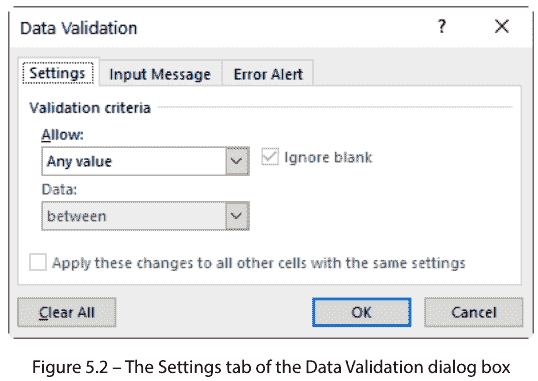 Data Validation ? ×
Settings Input Message Error Alert
Validation criteria
Allow:
Any value Ignore blank
Data:
between
Apply these changes to all other cells with the same settings
Clear All OK Cancel
Figure 5.2 – The Settings tab of the Data Validation dialog box